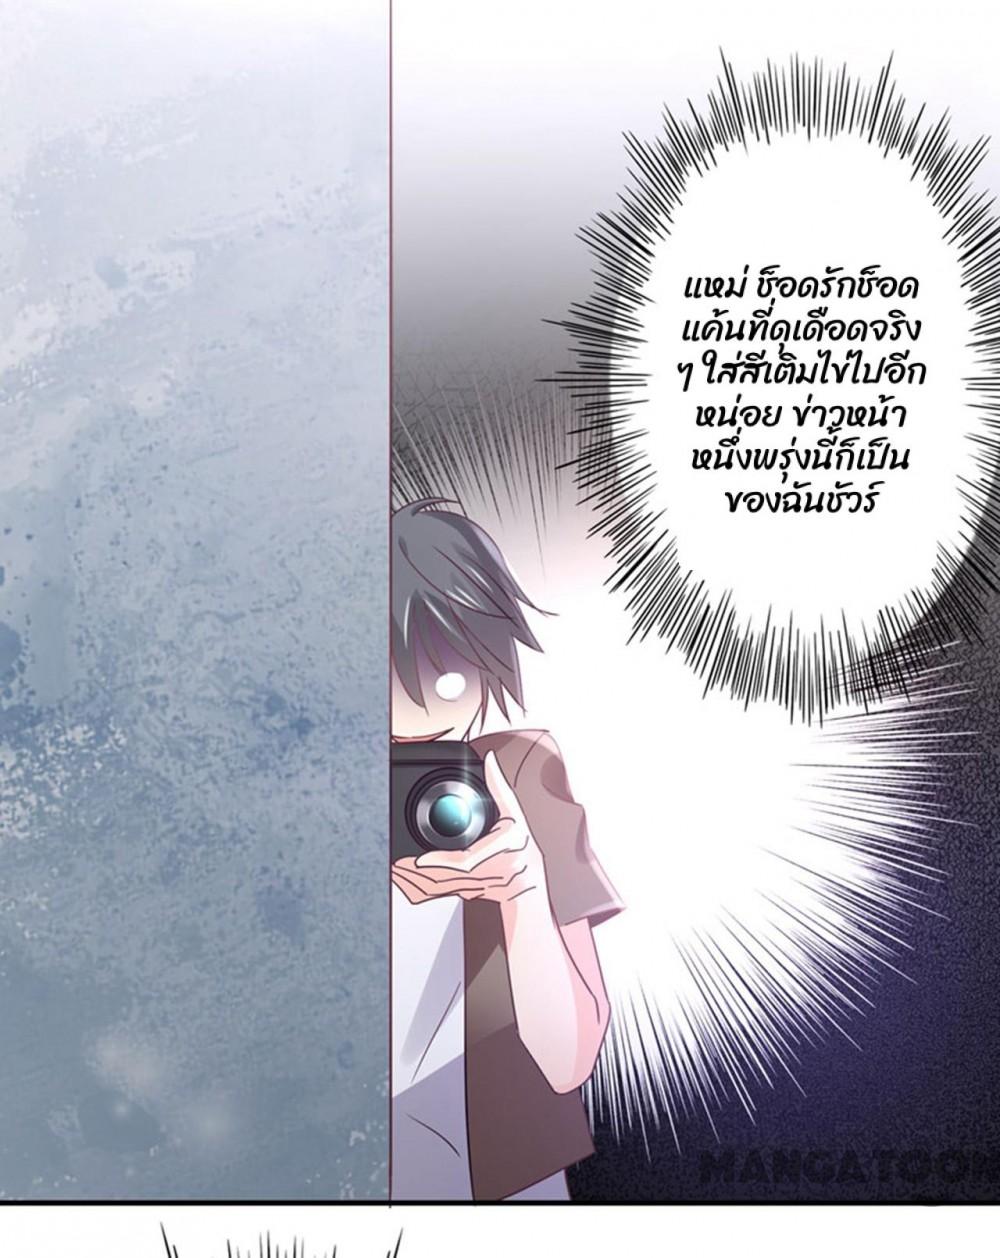 แหม่ ช็อดรักช็อด
แค้นที่ดุเดือดจริง
ๆ ใส่สีเติมไข่ไปอีก
หน่อย ข่าวหน้า
หนึ่งพรุ่งนี้ก็เป็น
ของฉันชัวร์
MANGATOON